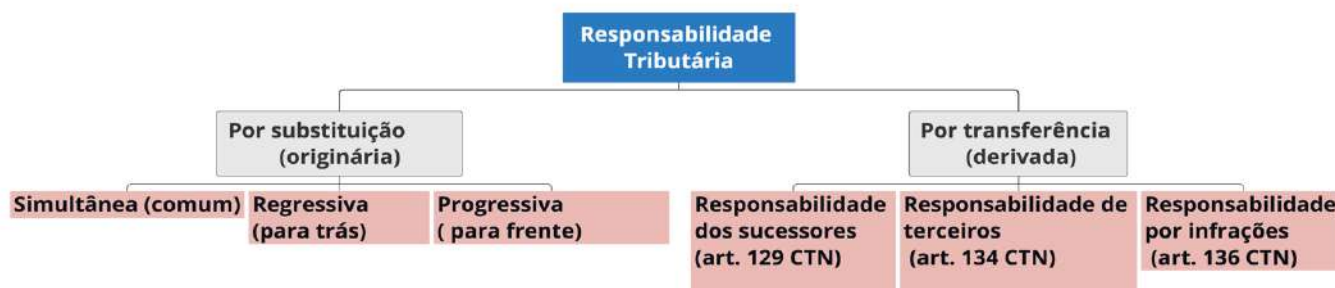 Responsabilidade
Tributária
Por substituição
(originária)
Por transferência
(derivada)
Simultânea (comum)
Regressiva
(para trás)
Progressiva
( para frente)
Responsabilidade
dos sucessores
(art. 129 CTN)
Responsabilidade de
terceiros
(art. 134 CTN)
Responsabilidade
por infrações
(art. 136 CTN)